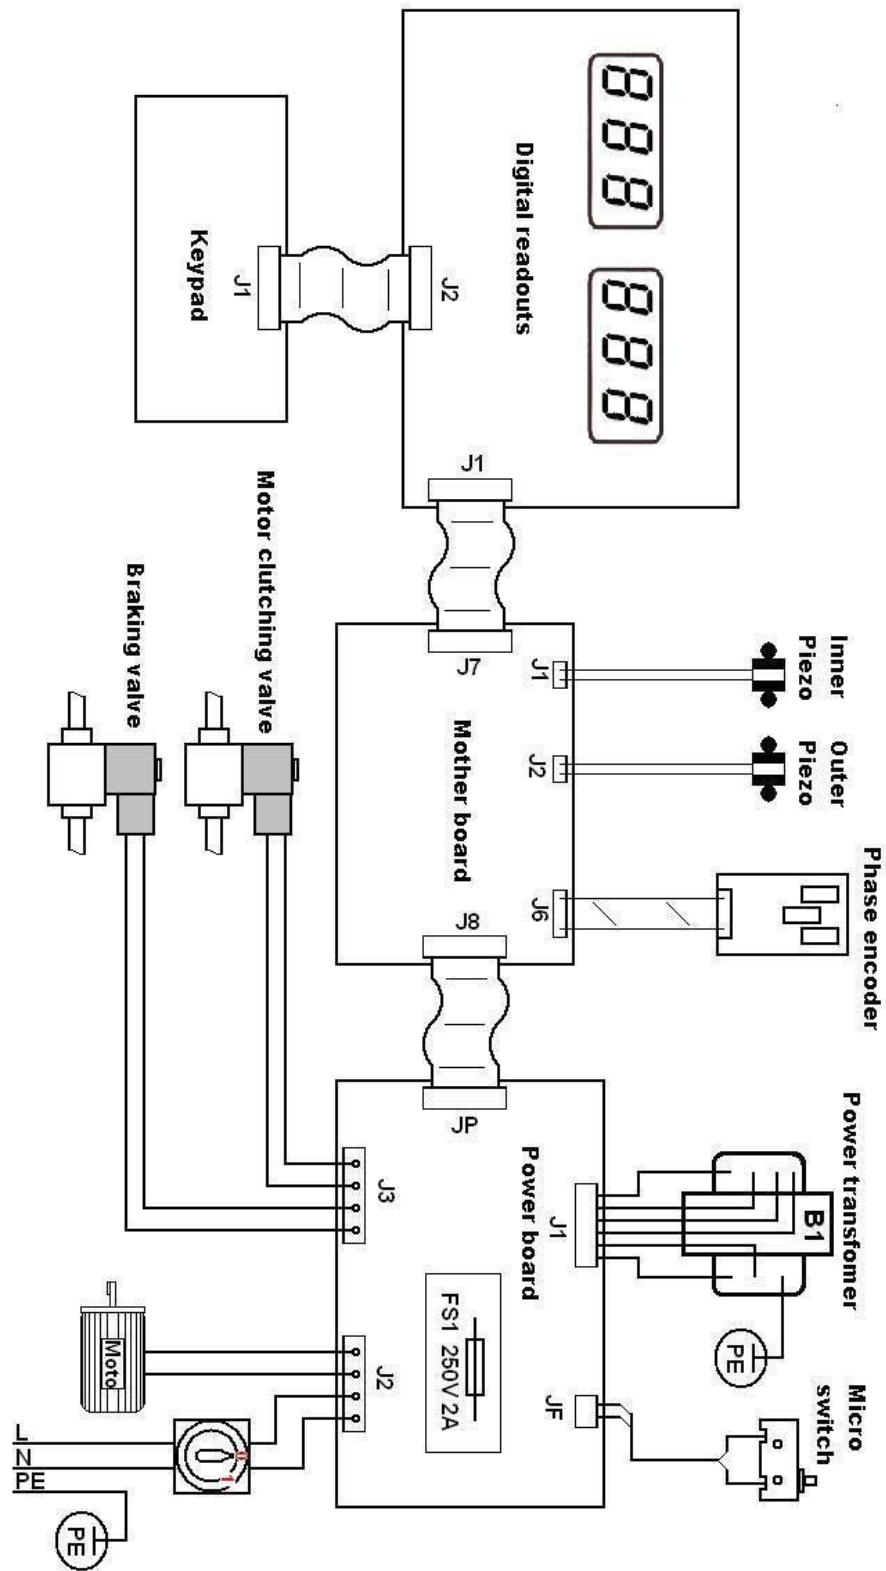 888 888
Digital readouts
J2
J1
Keypad
J1
J7
Inner
Piezo
Outer
Piezo
Phase encoder
J1
J2
J6
Mother board
J8
Motor clutching valve
Braking valve
Power transfomer
B1
PE
Micro
switch
JP
J1
JF
Power board
FS1 250V 2A
J3
J2
Moto
0
1
L
N
PE
PE